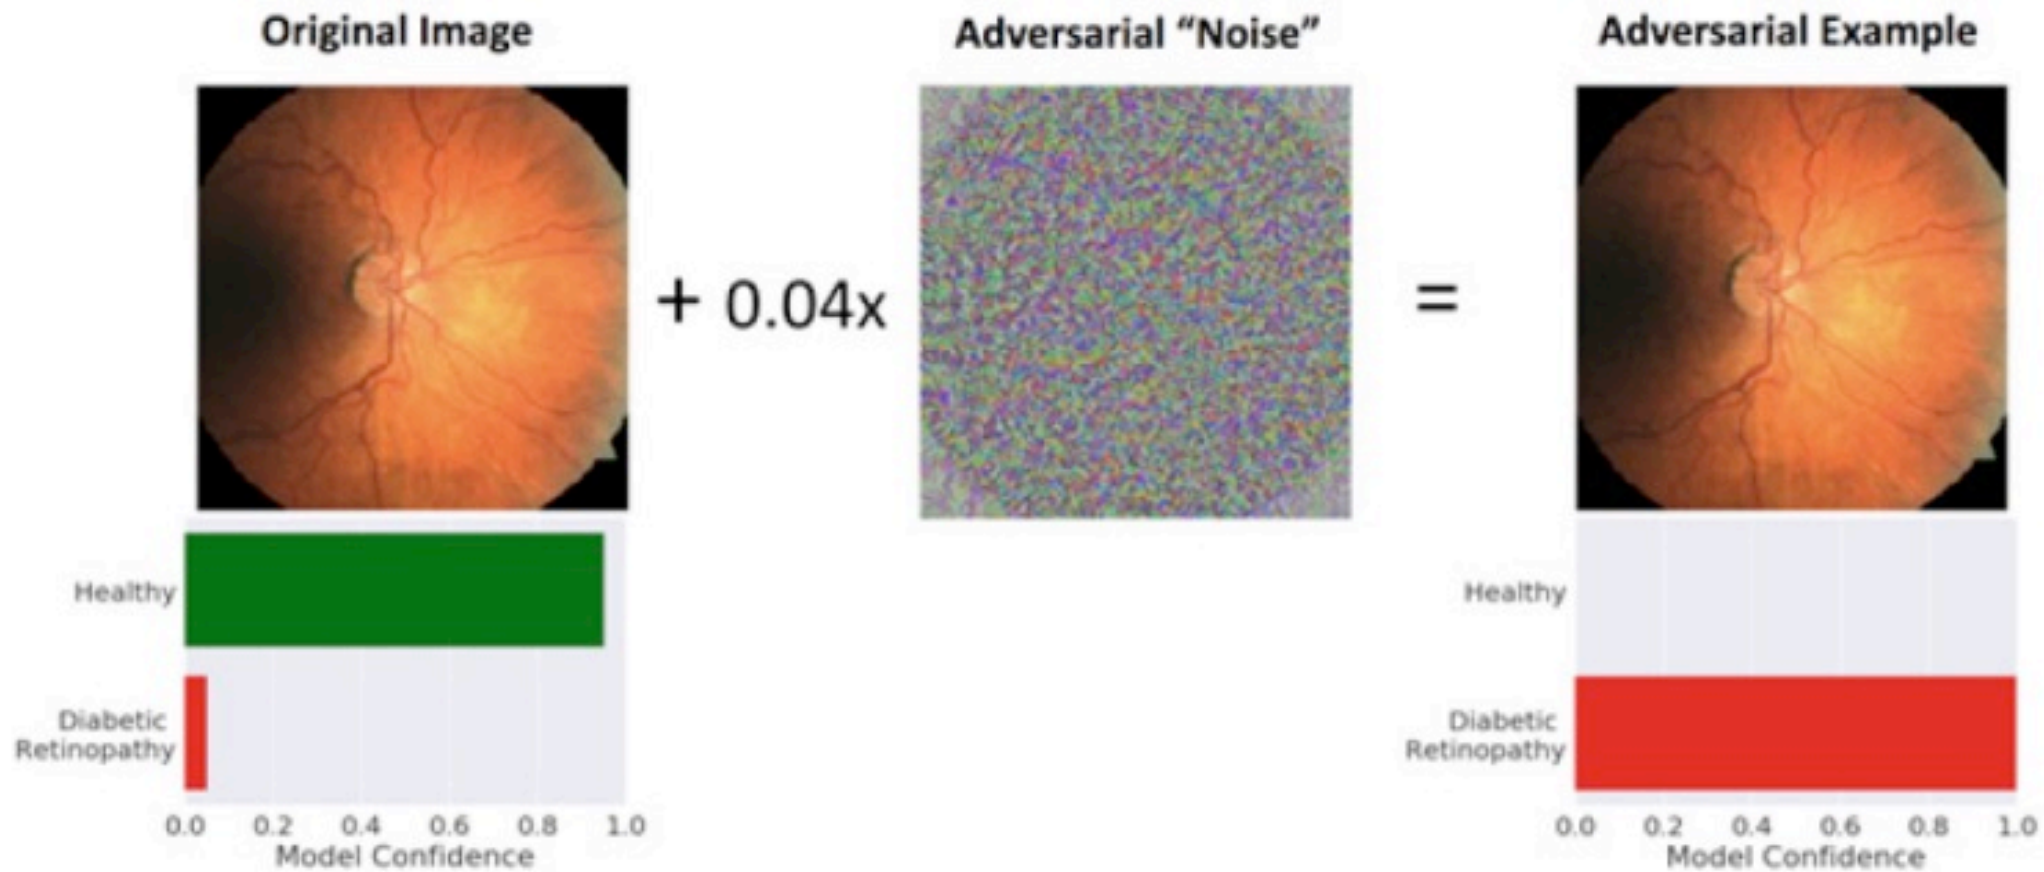 Original Image
Adversarial “Noise”
Adversarial Example
+ 0.04x
=
Healthy
Diabetic
Retinopathy
0.0 0.2 0.4 0.6 0.8 1.0
Model Confidence
Healthy
Diabetic
Retinopathy
0.0 0.2 0.4 0.6 0.8 1.0
Model Confidence